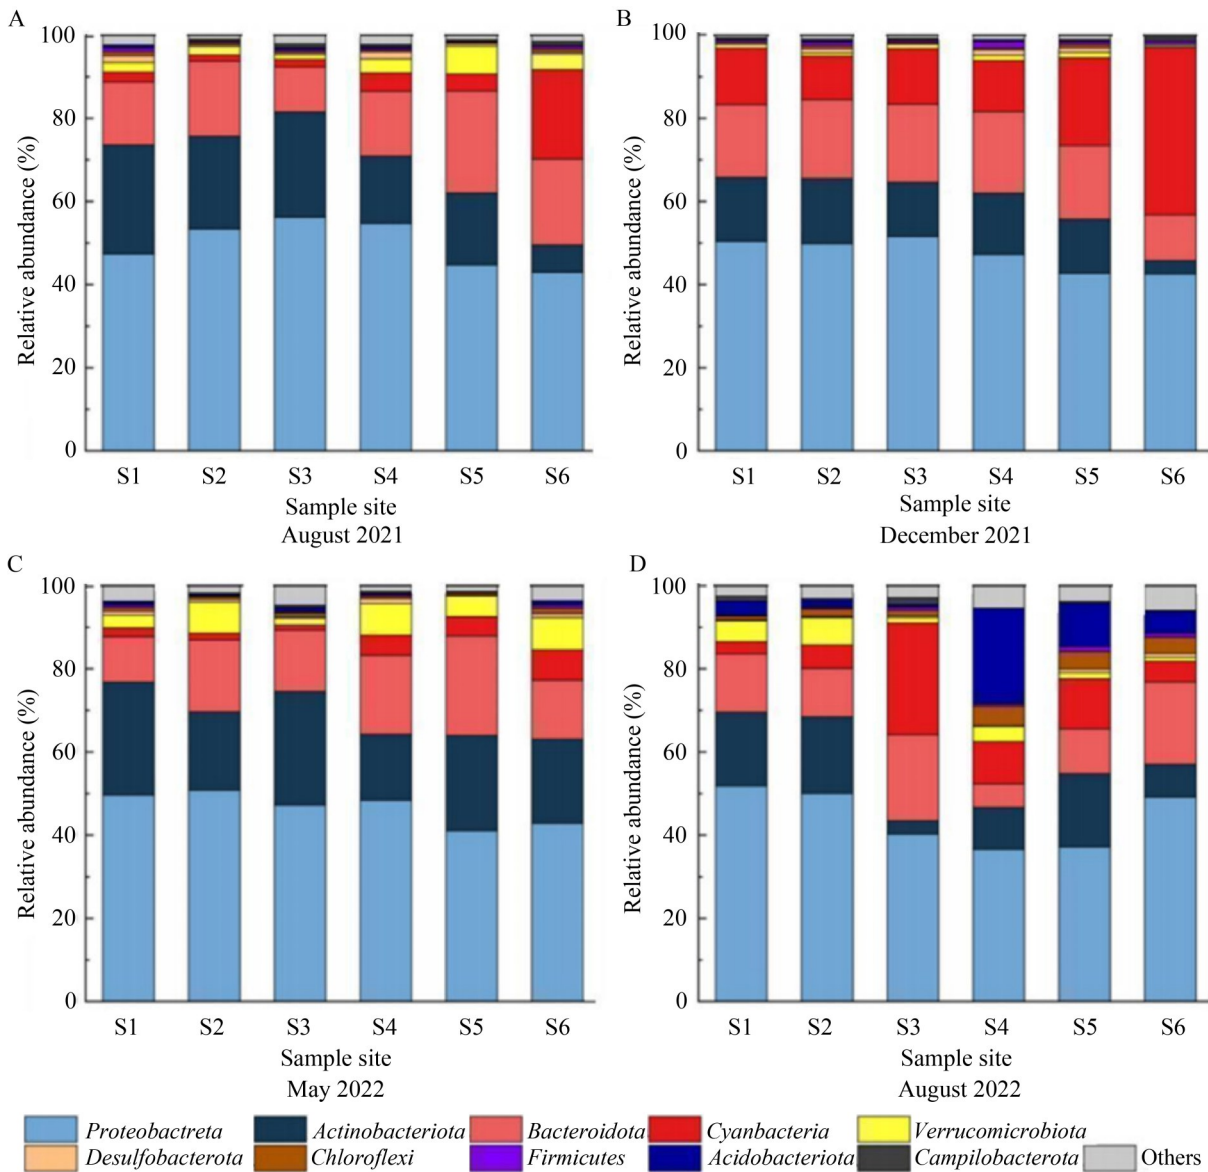 A
100
80
60
40
20
0
Relative abundance (%)
S1 S2 S3 S4 S5 S6
Sample site
August 2021
B
100
80
60
40
20
0
Relative abundance (%)
S1 S2 S3 S4 S5 S6
Sample site
December 2021
C
100
80
60
40
20
0
Relative abundance (%)
S1 S2 S3 S4 S5 S6
Sample site
May 2022
D
100
80
60
40
20
0
Relative abundance (%)
S1 S2 S3 S4 S5 S6
Sample site
August 2022
Proteobactreta Actinobacteriota Bacteroidota Cyanbacteria Verrucomicrobiota
Desulfobacterota Chloroflexi Firmicutes Acidobacteriota Campilobacterota Others